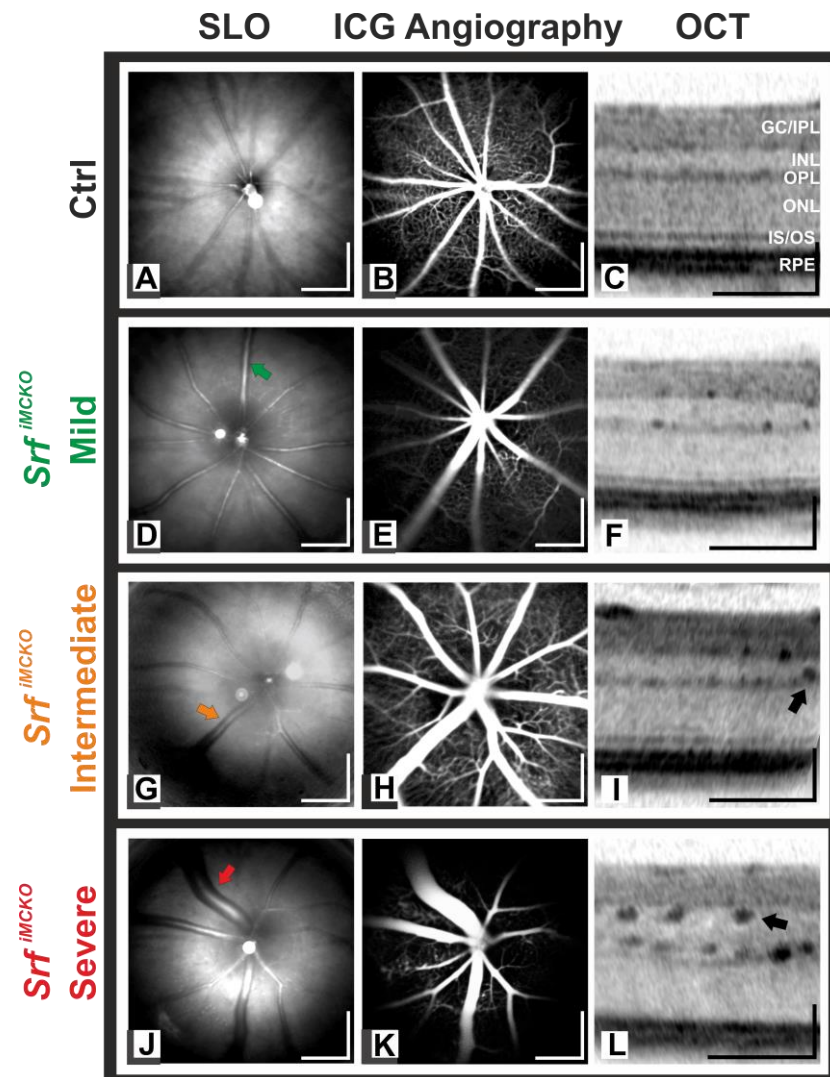 SLO ICG Angiography OCT
Ctrl
A
B
C
GC/IPL
INL
OPL
ONL
IS/OS
RPE
Srf iMCKO
Mild
D
E
F
Srf iMCKO
Intermediate
G
H
I
Srf iMCKO
Severe
J
K
L